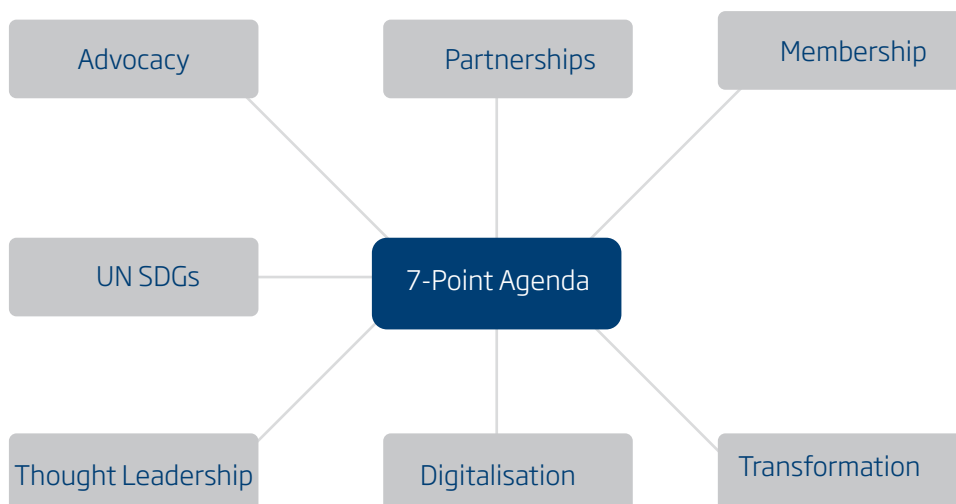 Advocacy
Partnerships
Membership
UN SDGs
7-Point Agenda
Thought Leadership
Digitalisation
Transformation